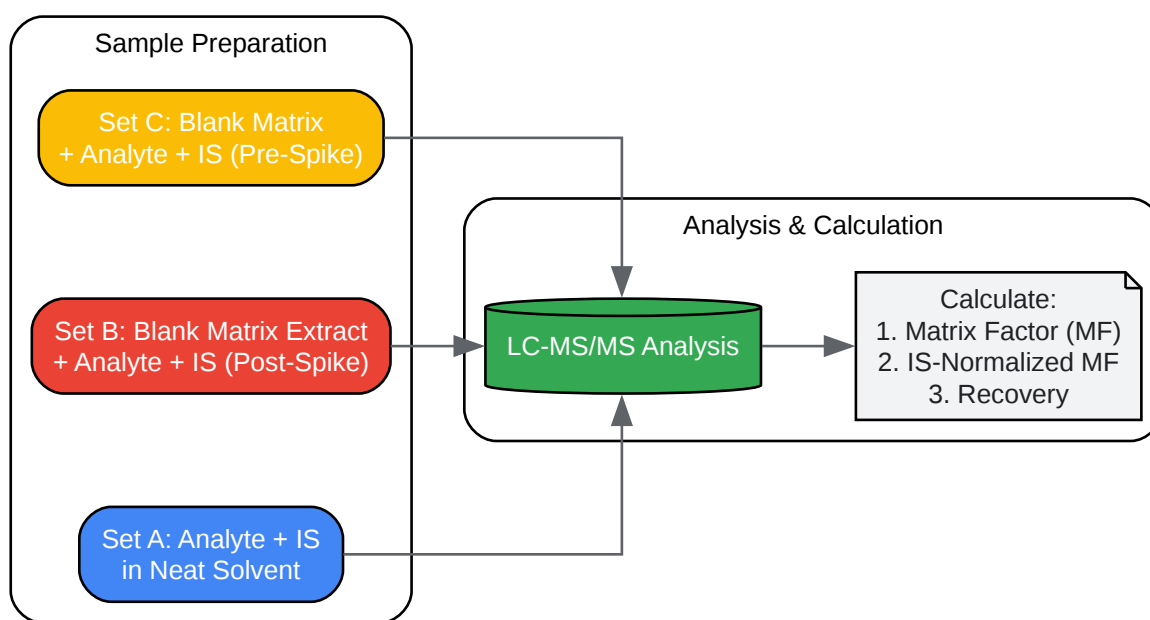 Sample Preparation
Set C: Blank Matrix
+ Analyte + IS (Pre-Spike)
Set B: Blank Matrix Extract
+ Analyte + IS (Post-Spike)
Set A: Analyte + IS
in Neat Solvent
Analysis & Calculation
LC-MS/MS Analysis
Calculate:
1. Matrix Factor (MF)
2. IS-Normalized MF
3. Recovery